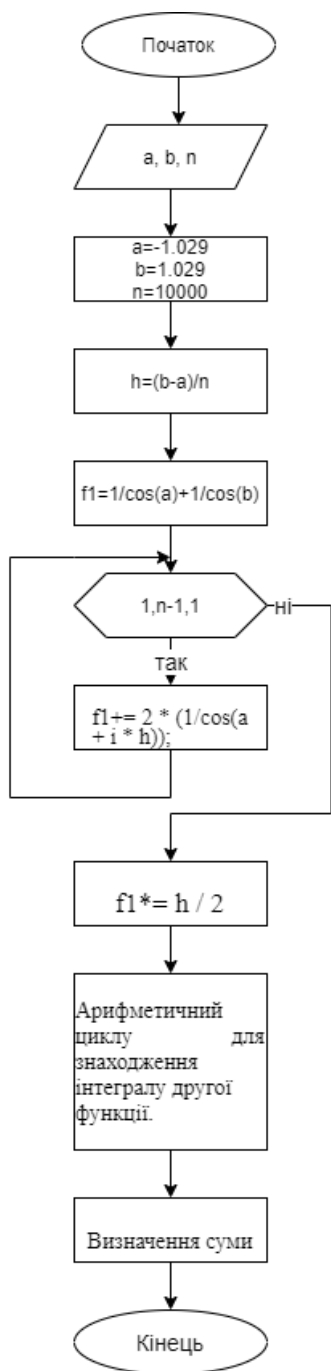 Початок
a, b, n
a=-1.029
b=1.029
n=10000
h=(b-a)/n
f1=1/cos(a)+1/cos(b)
1,n-1,1
ні
так
f1+= 2 * (1/cos(a
+ i * h));
f1*= h / 2
Арифметичний
циклу для
знаходження
інтегралу другої
функції.
Визначення суми
Кінець